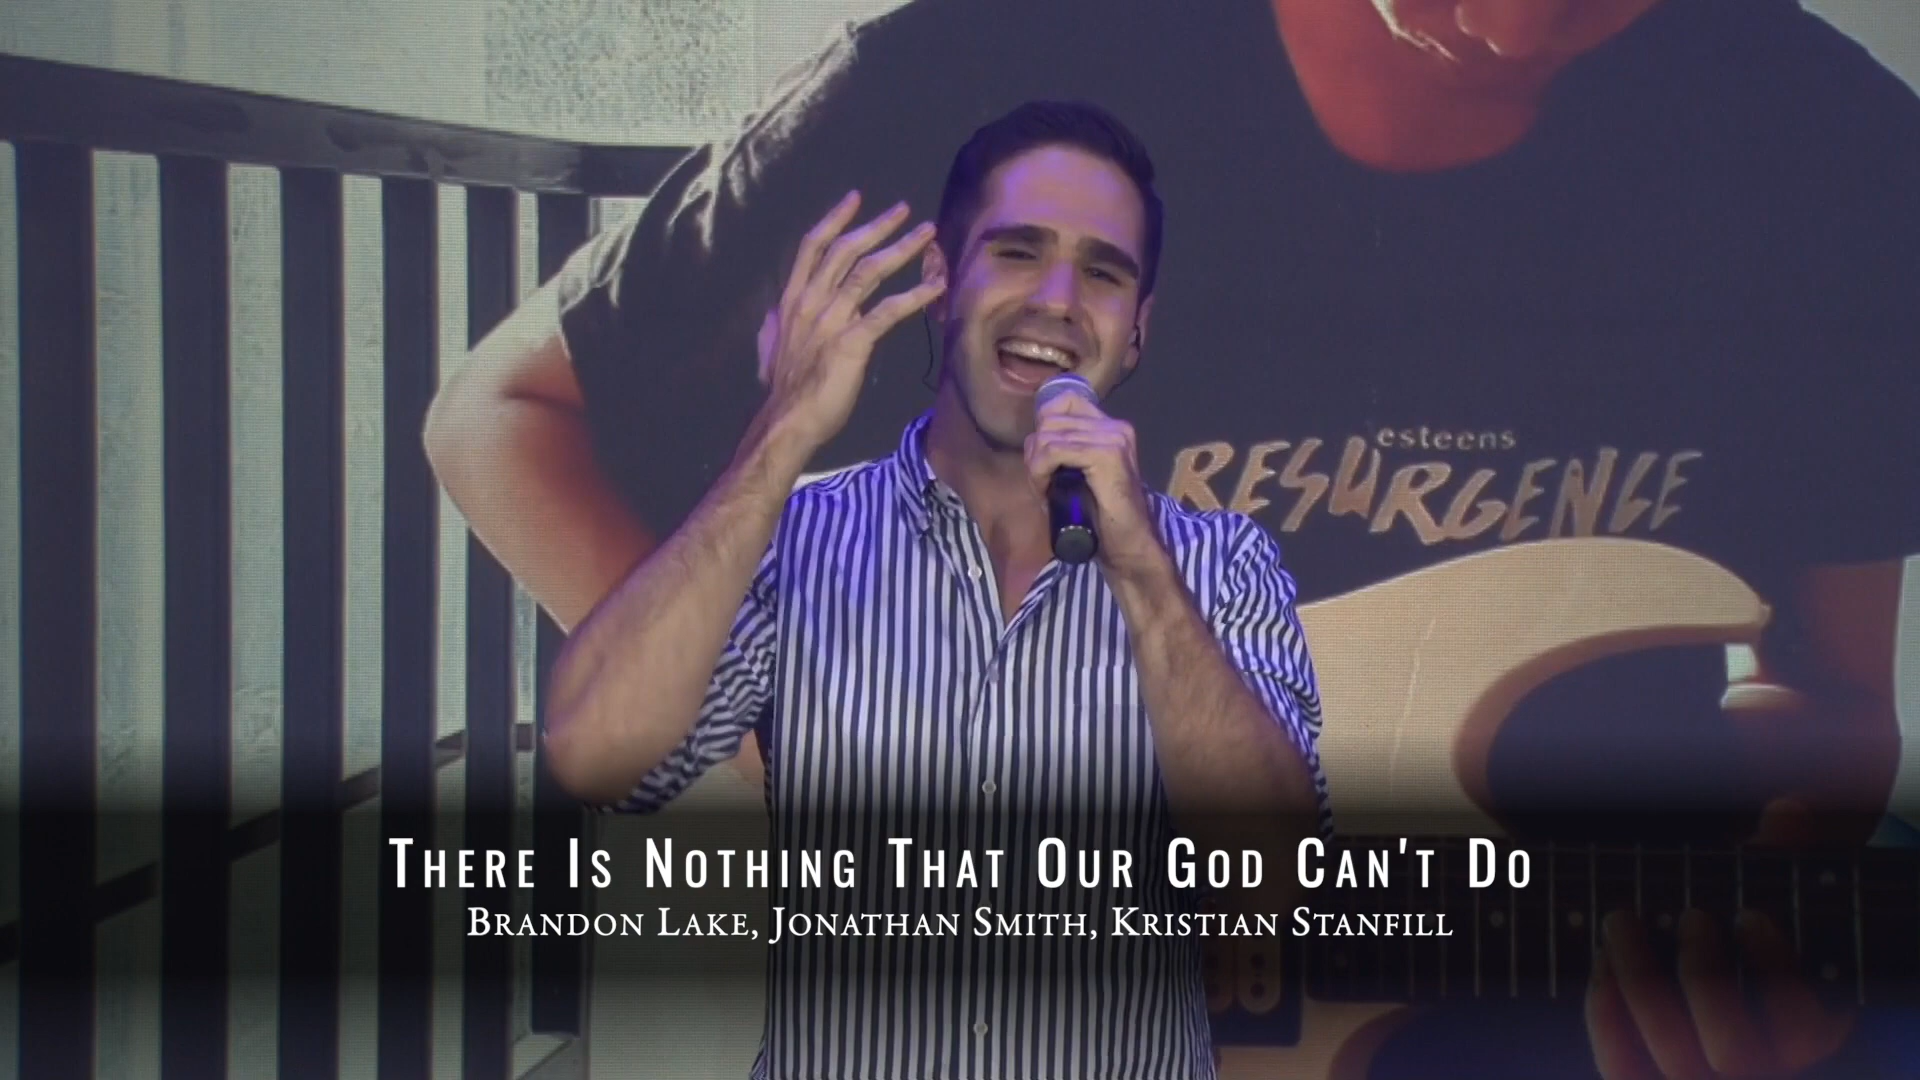 esteens
RESURGENCE
THERE IS NOTHING THAT OUR GOD CAN'T DO
BRANDON LAKE, JONATHAN SMITH, KRISTIAN STANFILL